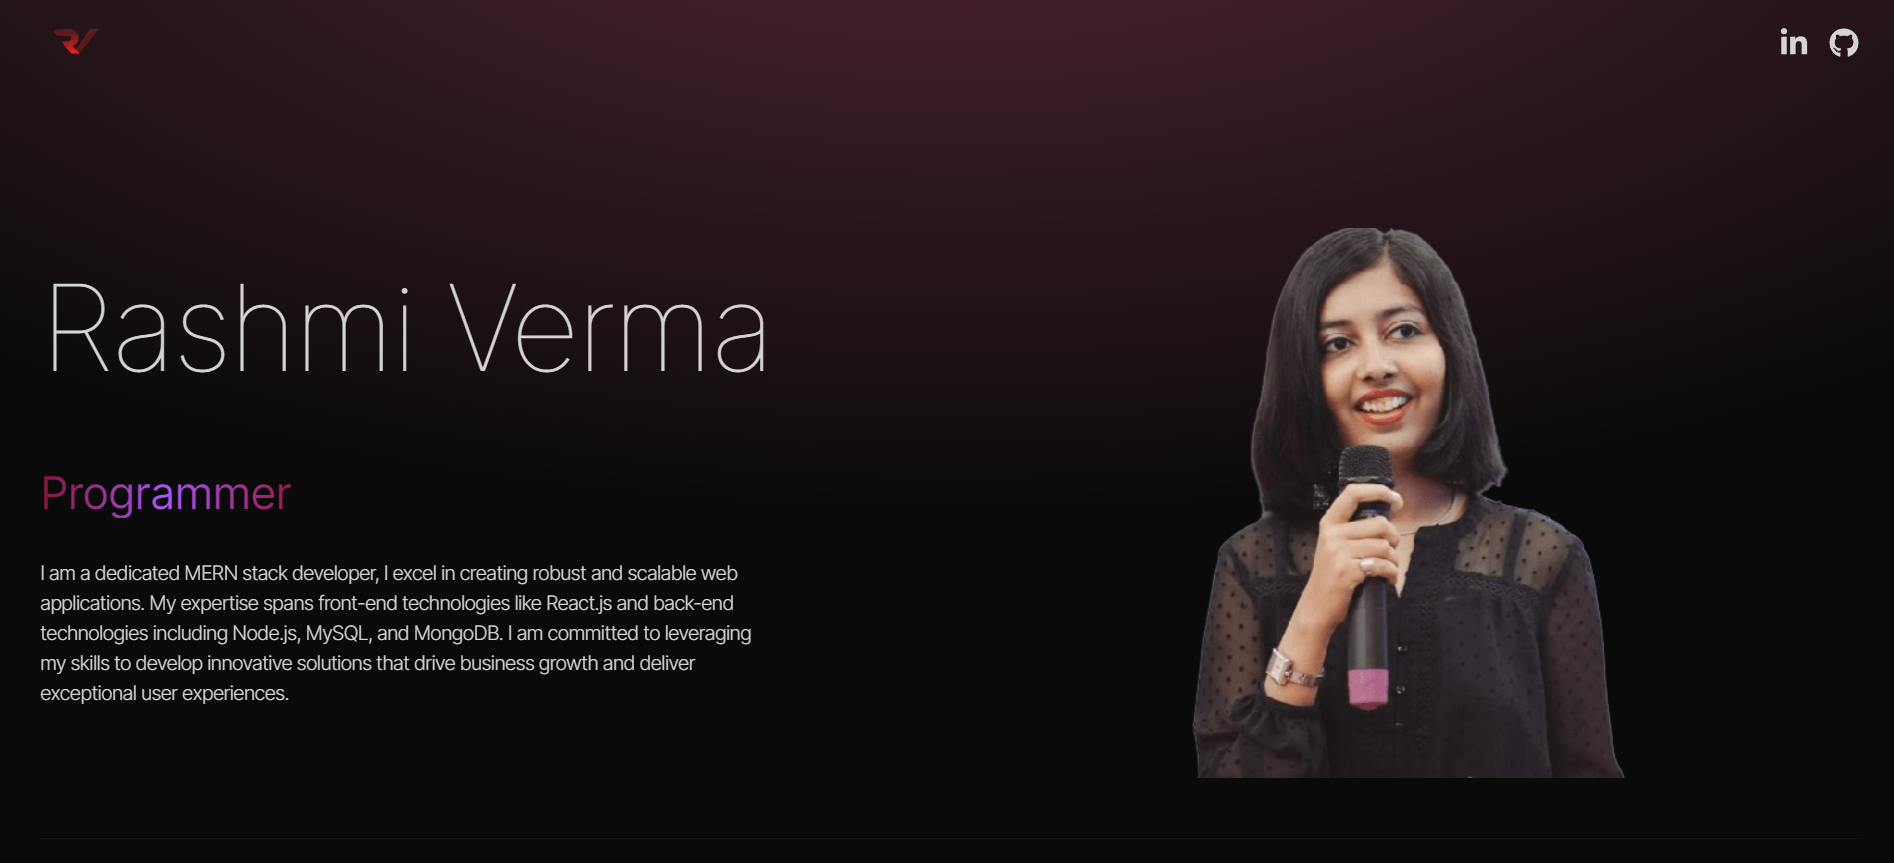 RV
in
Rashmi Verma
Programmer
I am a dedicated MERN stack developer, I excel in creating robust and scalable web
applications. My expertise spans front-end technologies like React.js and back-end
technologies including Node.js, MySQL, and MongoDB. I am committed to leveraging
my skills to develop innovative solutions that drive business growth and deliver
exceptional user experiences.